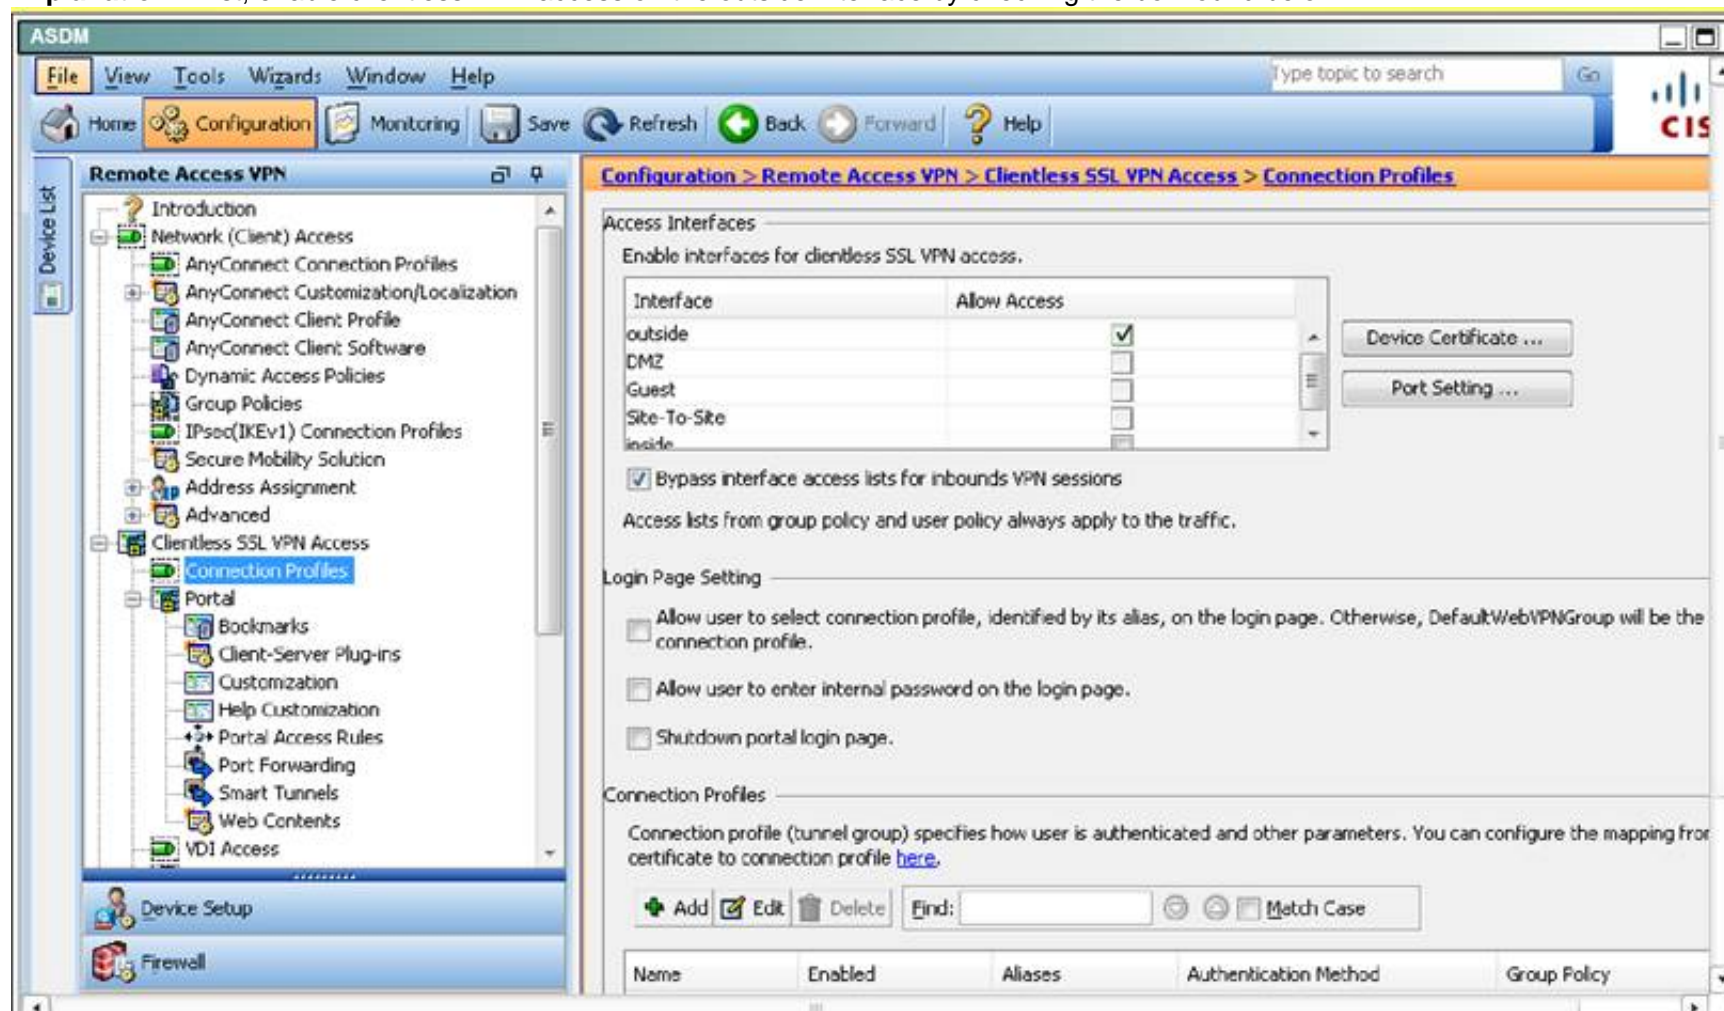 ASDM
File View Tools Wizards Window Help
Type topic to search Go
Home Configuration Monitoring Save Refresh Back Forward Help
CIS
Device List
Remote Access VPN
Introduction
Network (Client) Access
AnyConnect Connection Profiles
AnyConnect Customization/Localization
AnyConnect Client Profile
AnyConnect Client Software
Dynamic Access Policies
Group Policies
IPsec(IKEv1) Connection Profiles
Secure Mobility Solution
Address Assignment
Advanced
Clientless SSL VPN Access
Connection Profiles
Portal
Bookmarks
Client-Server Plug-ins
Customization
Help Customization
Portal Access Rules
Port Forwarding
Smart Tunnels
Web Contents
VDI Access
Device Setup
Firewall
Configuration > Remote Access VPN > Clientless SSL VPN Access > Connection Profiles
Access Interfaces
Enable interfaces for clientless SSL VPN access.
Interface Allow Access
outside
DMZ
Guest
Site-To-Site
inside
Device Certificate ...
Port Setting ...
Bypass interface access lists for inbounds VPN sessions
Access lists from group policy and user policy always apply to the traffic.
Login Page Setting
Allow user to select connection profile, identified by its alias, on the login page. Otherwise, DefaultWebVPNGroup will be the
connection profile.
Allow user to enter internal password on the login page.
Shutdown portal login page.
Connection Profiles
Connection profile (tunnel group) specifies how user is authenticated and other parameters. You can configure the mapping from
certificate to connection profile here.
Add Edit Delete Find: Match Case
Name Enabled Aliases Authentication Method Group Policy